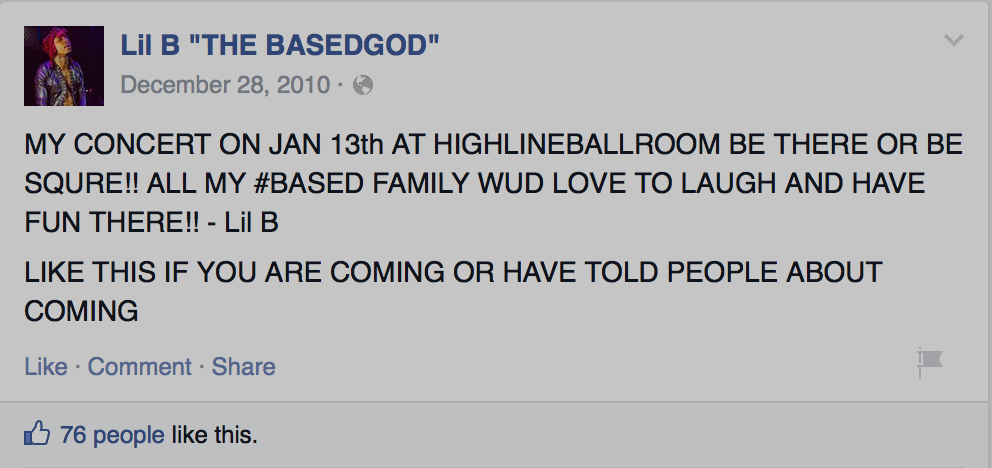 Lil B "THE BASEDGOD"
December 28, 2010 ·
MY CONCERT ON JAN 13th AT HIGHLINEBALLROOM BE THERE OR BE
SQURE!! ALL MY #BASED FAMILY WUD LOVE TO LAUGH AND HAVE
FUN THERE!! - Lil B
LIKE THIS IF YOU ARE COMING OR HAVE TOLD PEOPLE ABOUT
COMING
Like · Comment · Share
76 people like this.